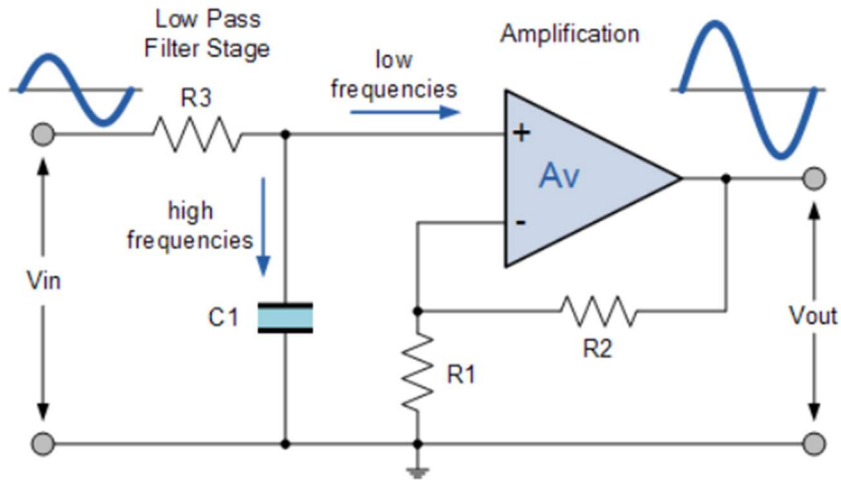 Low Pass
Filter Stage
Amplification
low
frequencies
R3
+
Av
high
frequencies
-
Vin
C1
R2
Vout
R1